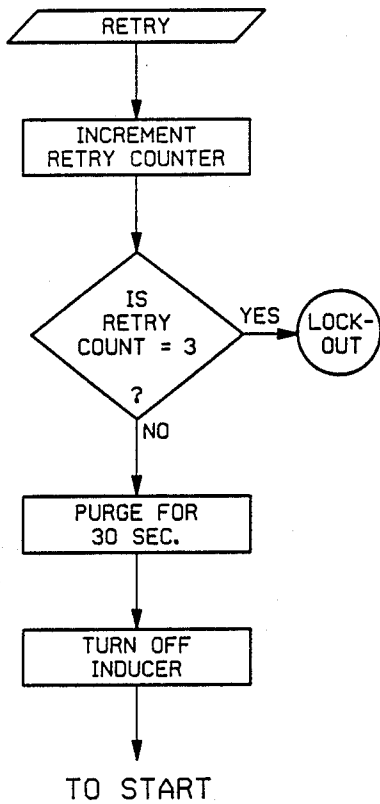 RETRY
INCREMENT
RETRY COUNTER
IS
RETRY
COUNT = 3
?
YES
LOCK-
OUT
NO
PURGE FOR
30 SEC.
TURN OFF
INDUCER
TO START